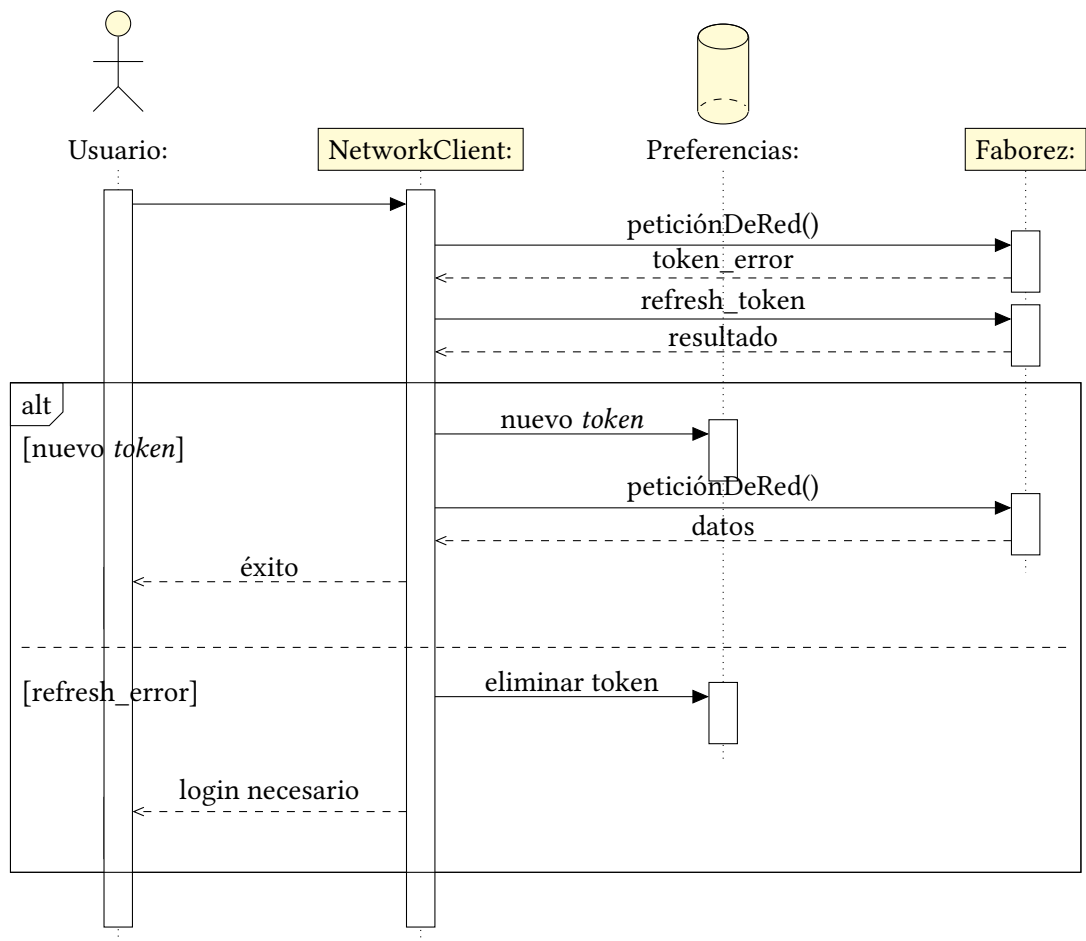 Usuario:
NetworkClient:
Preferencias:
Faborez:
peticiónDeRed()
token_error
refresh_token
resultado
alt
nuevo token
[nuevo token]
peticiónDeRed()
datos
éxito
[refresh_error]
eliminar token
login necesario